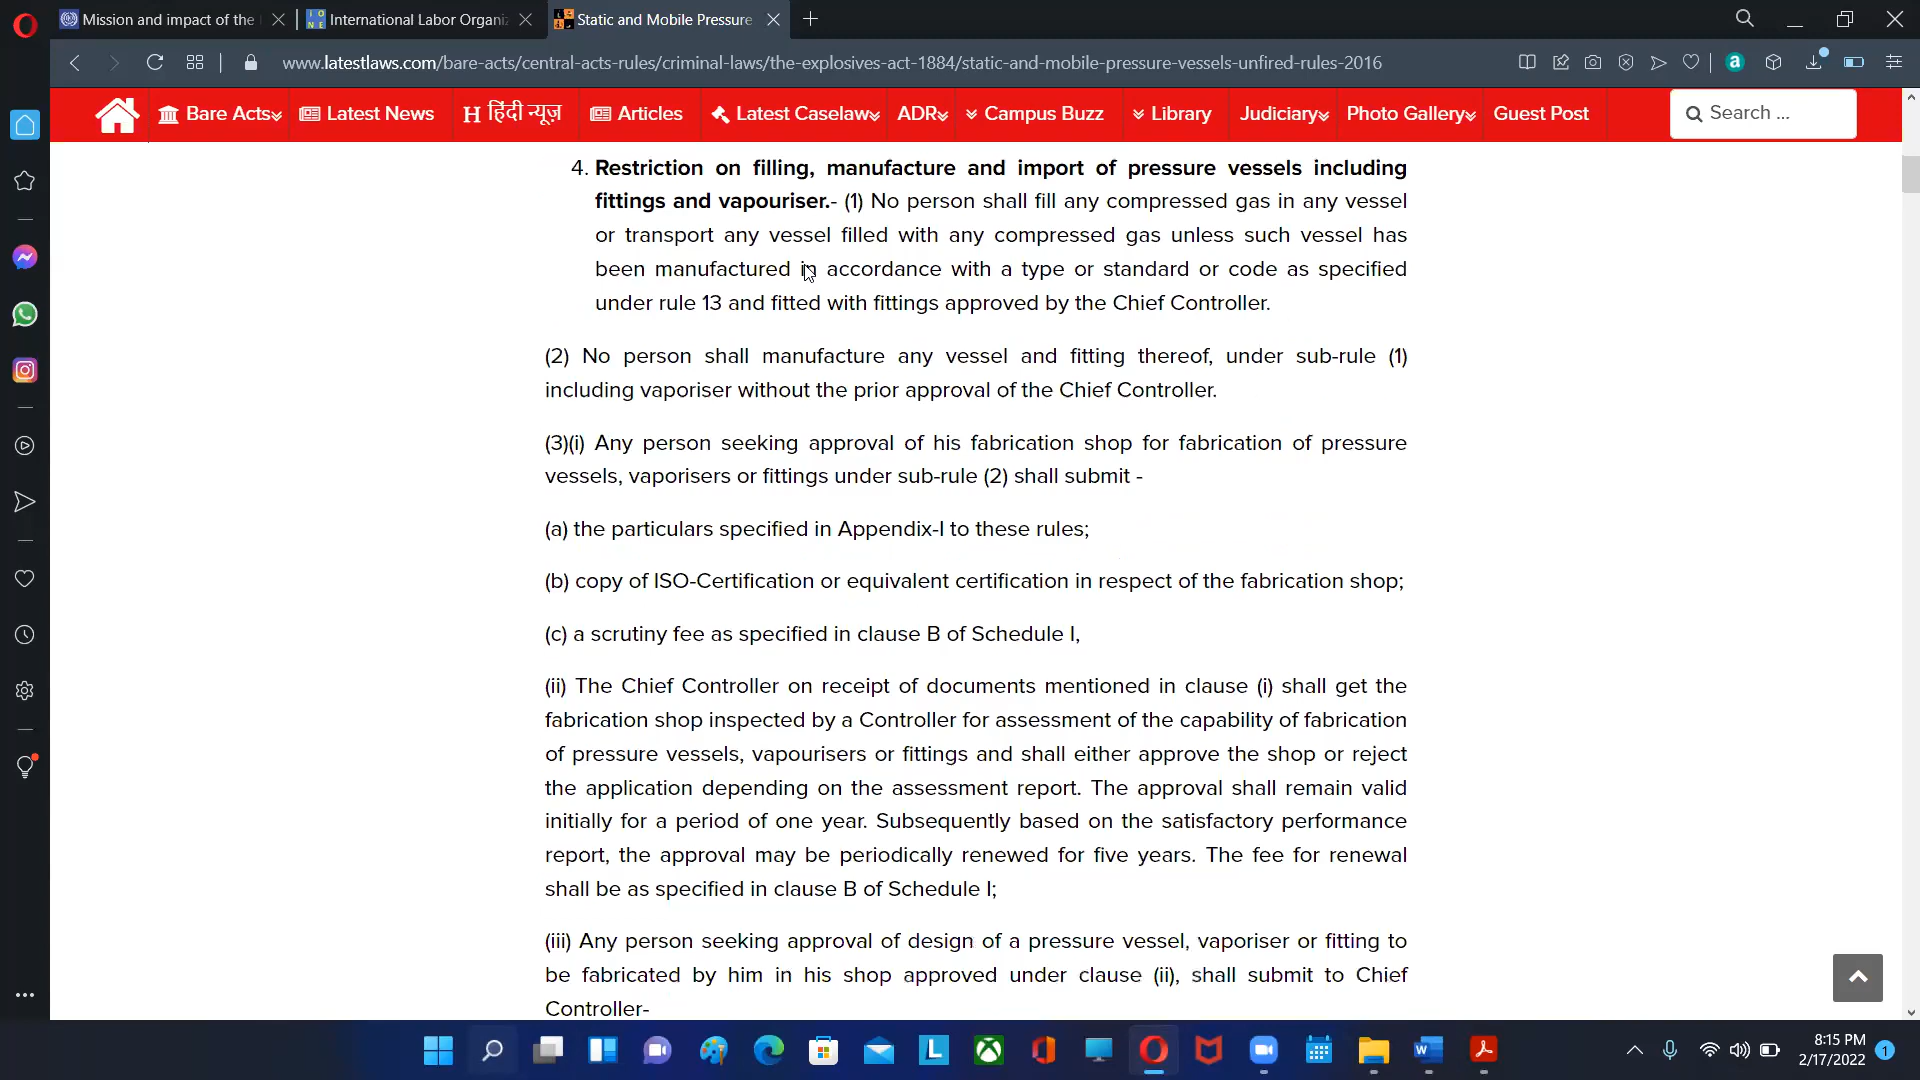 Mission and impact of the
International Labor Organiz
Static and Mobile Pressure
www.latestlaws.com/bare-acts/central-acts-rules/criminal-laws/the-explosives-act-1884/static-and-mobile-pressure-vessels-unfired-rules-2016
Bare Acts
Latest News
H हिंदी न्यूज़
Articles
Latest Caselaw
ADR
Campus Buzz
Library
Judiciary
Photo Gallery
Guest Post
Search ...
4. Restriction on filling, manufacture and import of pressure vessels including
fittings and vapouriser.- (1) No person shall fill any compressed gas in any vessel
or transport any vessel filled with any compressed gas unless such vessel has
been manufactured in accordance with a type or standard or code as specified
under rule 13 and fitted with fittings approved by the Chief Controller.
(2) No person shall manufacture any vessel and fitting thereof, under sub-rule (1)
including vaporiser without the prior approval of the Chief Controller.
(3)(i) Any person seeking approval of his fabrication shop for fabrication of pressure
vessels, vaporisers or fittings under sub-rule (2) shall submit -
(a) the particulars specified in Appendix-I to these rules;
(b) copy of ISO-Certification or equivalent certification in respect of the fabrication shop;
(c) a scrutiny fee as specified in clause B of Schedule I,
(ii) The Chief Controller on receipt of documents mentioned in clause (i) shall get the
fabrication shop inspected by a Controller for assessment of the capability of fabrication
of pressure vessels, vapourisers or fittings and shall either approve the shop or reject
the application depending on the assessment report. The approval shall remain valid
initially for a period of one year. Subsequently based on the satisfactory performance
report, the approval may be periodically renewed for five years. The fee for renewal
shall be as specified in clause B of Schedule I;
(iii) Any person seeking approval of design of a pressure vessel, vaporiser or fitting to
be fabricated by him in his shop approved under clause (ii), shall submit to Chief
Controller-
8:15 PM
2/17/2022
1